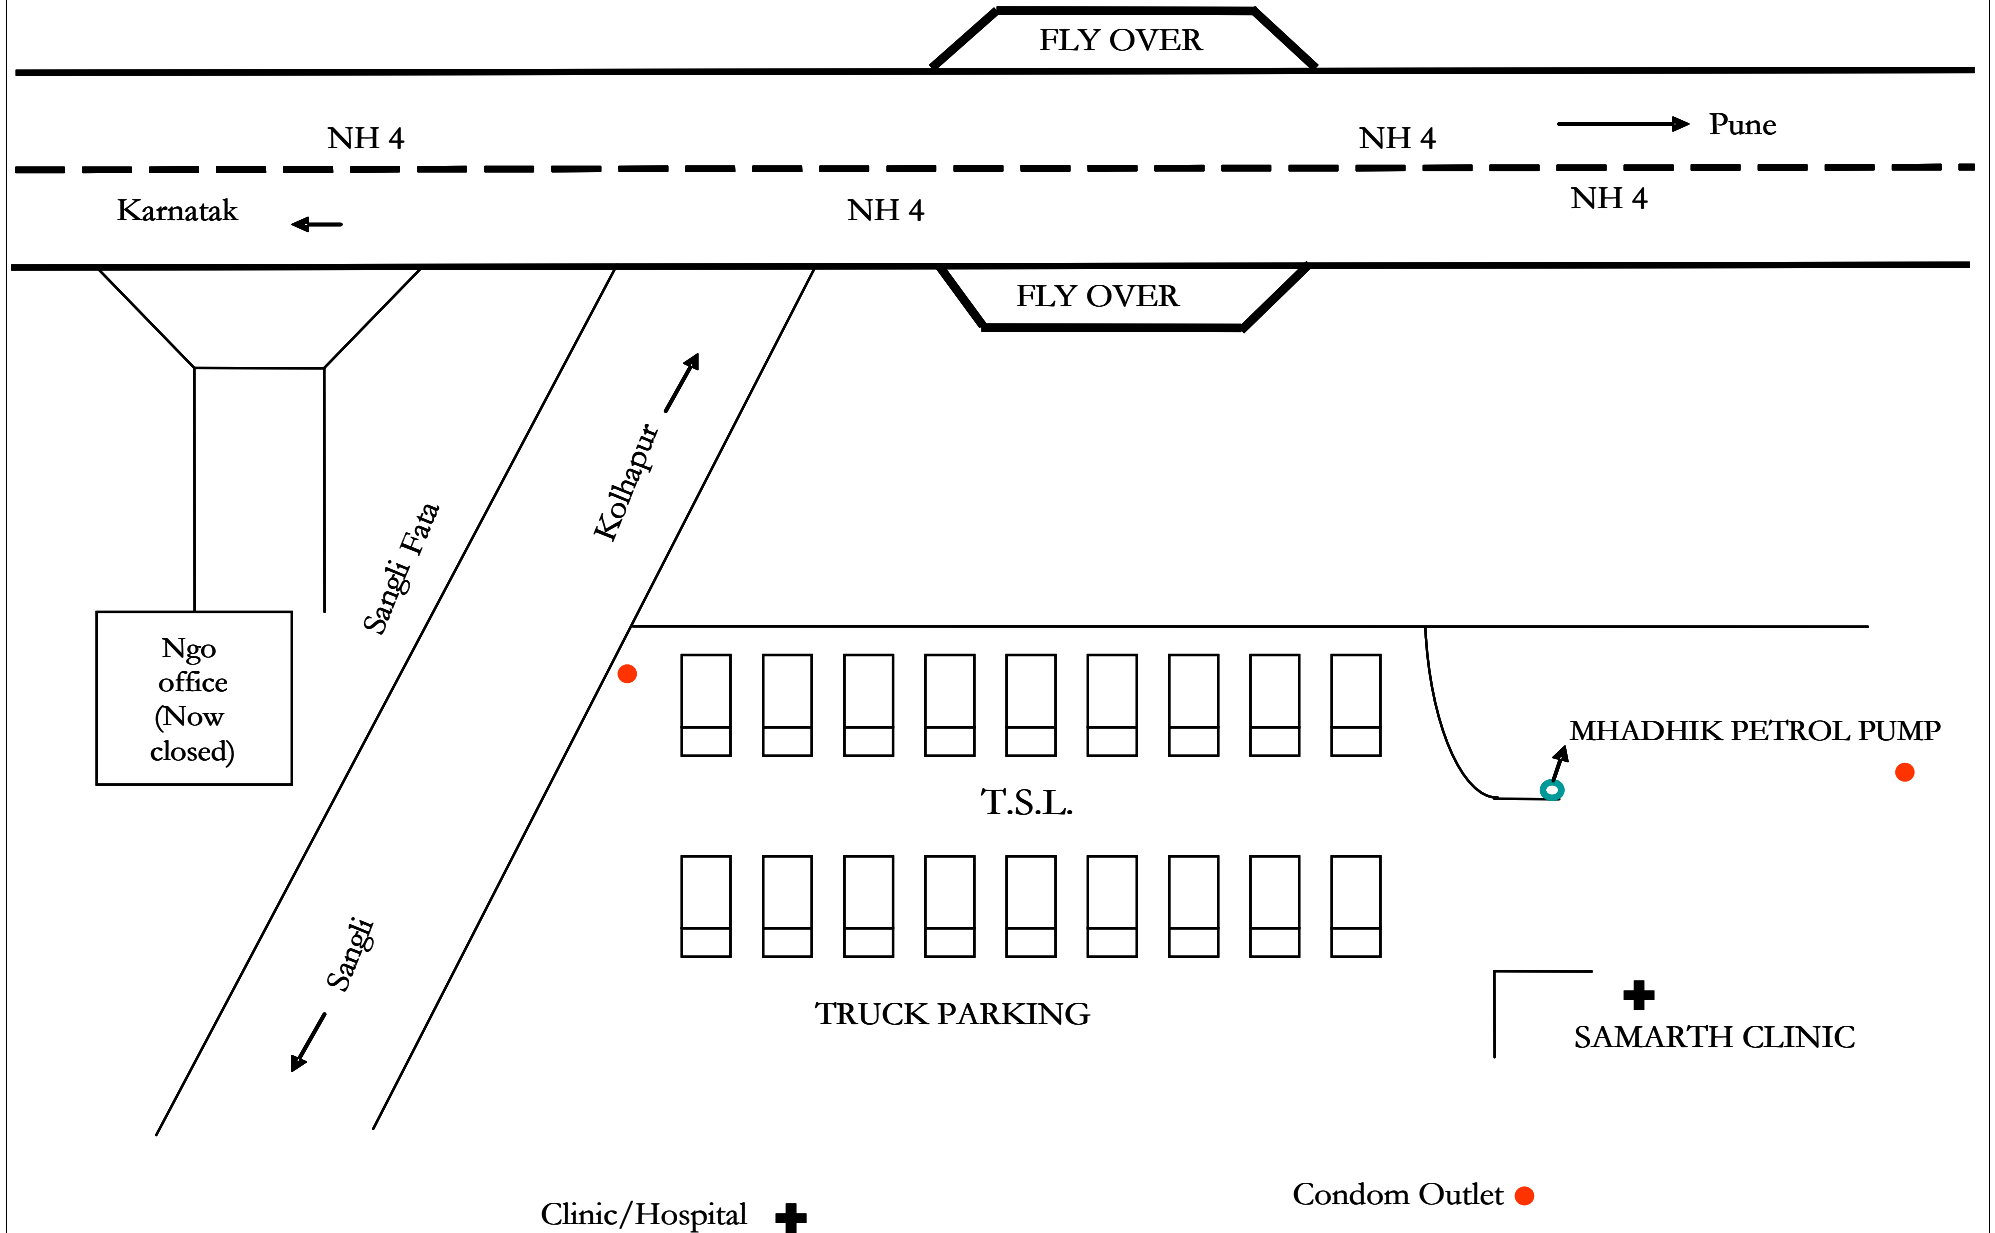 FLY OVER
NH 4
NH 4
Pune
Karnatak
NH 4
NH 4
FLY OVER
Kolhapur
Sangli Fata
Ngo
office
(Now
closed)
MHADHIK PETROL PUMP
T.S.L.
Sangli
TRUCK PARKING
SAMARTH CLINIC
Clinic/Hospital
Condom Outlet